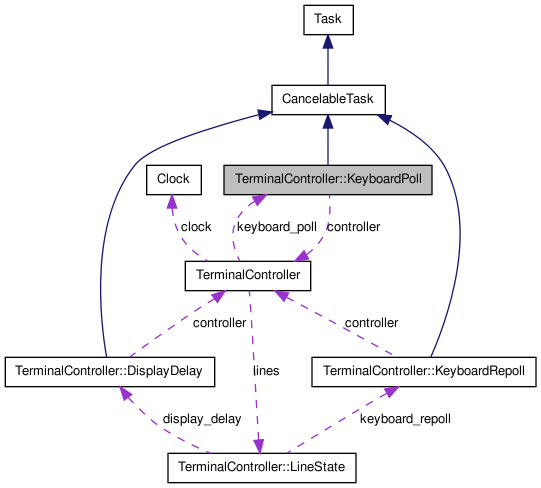 Task
CancelableTask
Clock
TerminalController::KeyboardPoll
clock
keyboard_poll
controller
TerminalController
controller
lines
controller
TerminalController::DisplayDelay
TerminalController::KeyboardRepoll
display_delay
keyboard_repoll
TerminalController::LineState